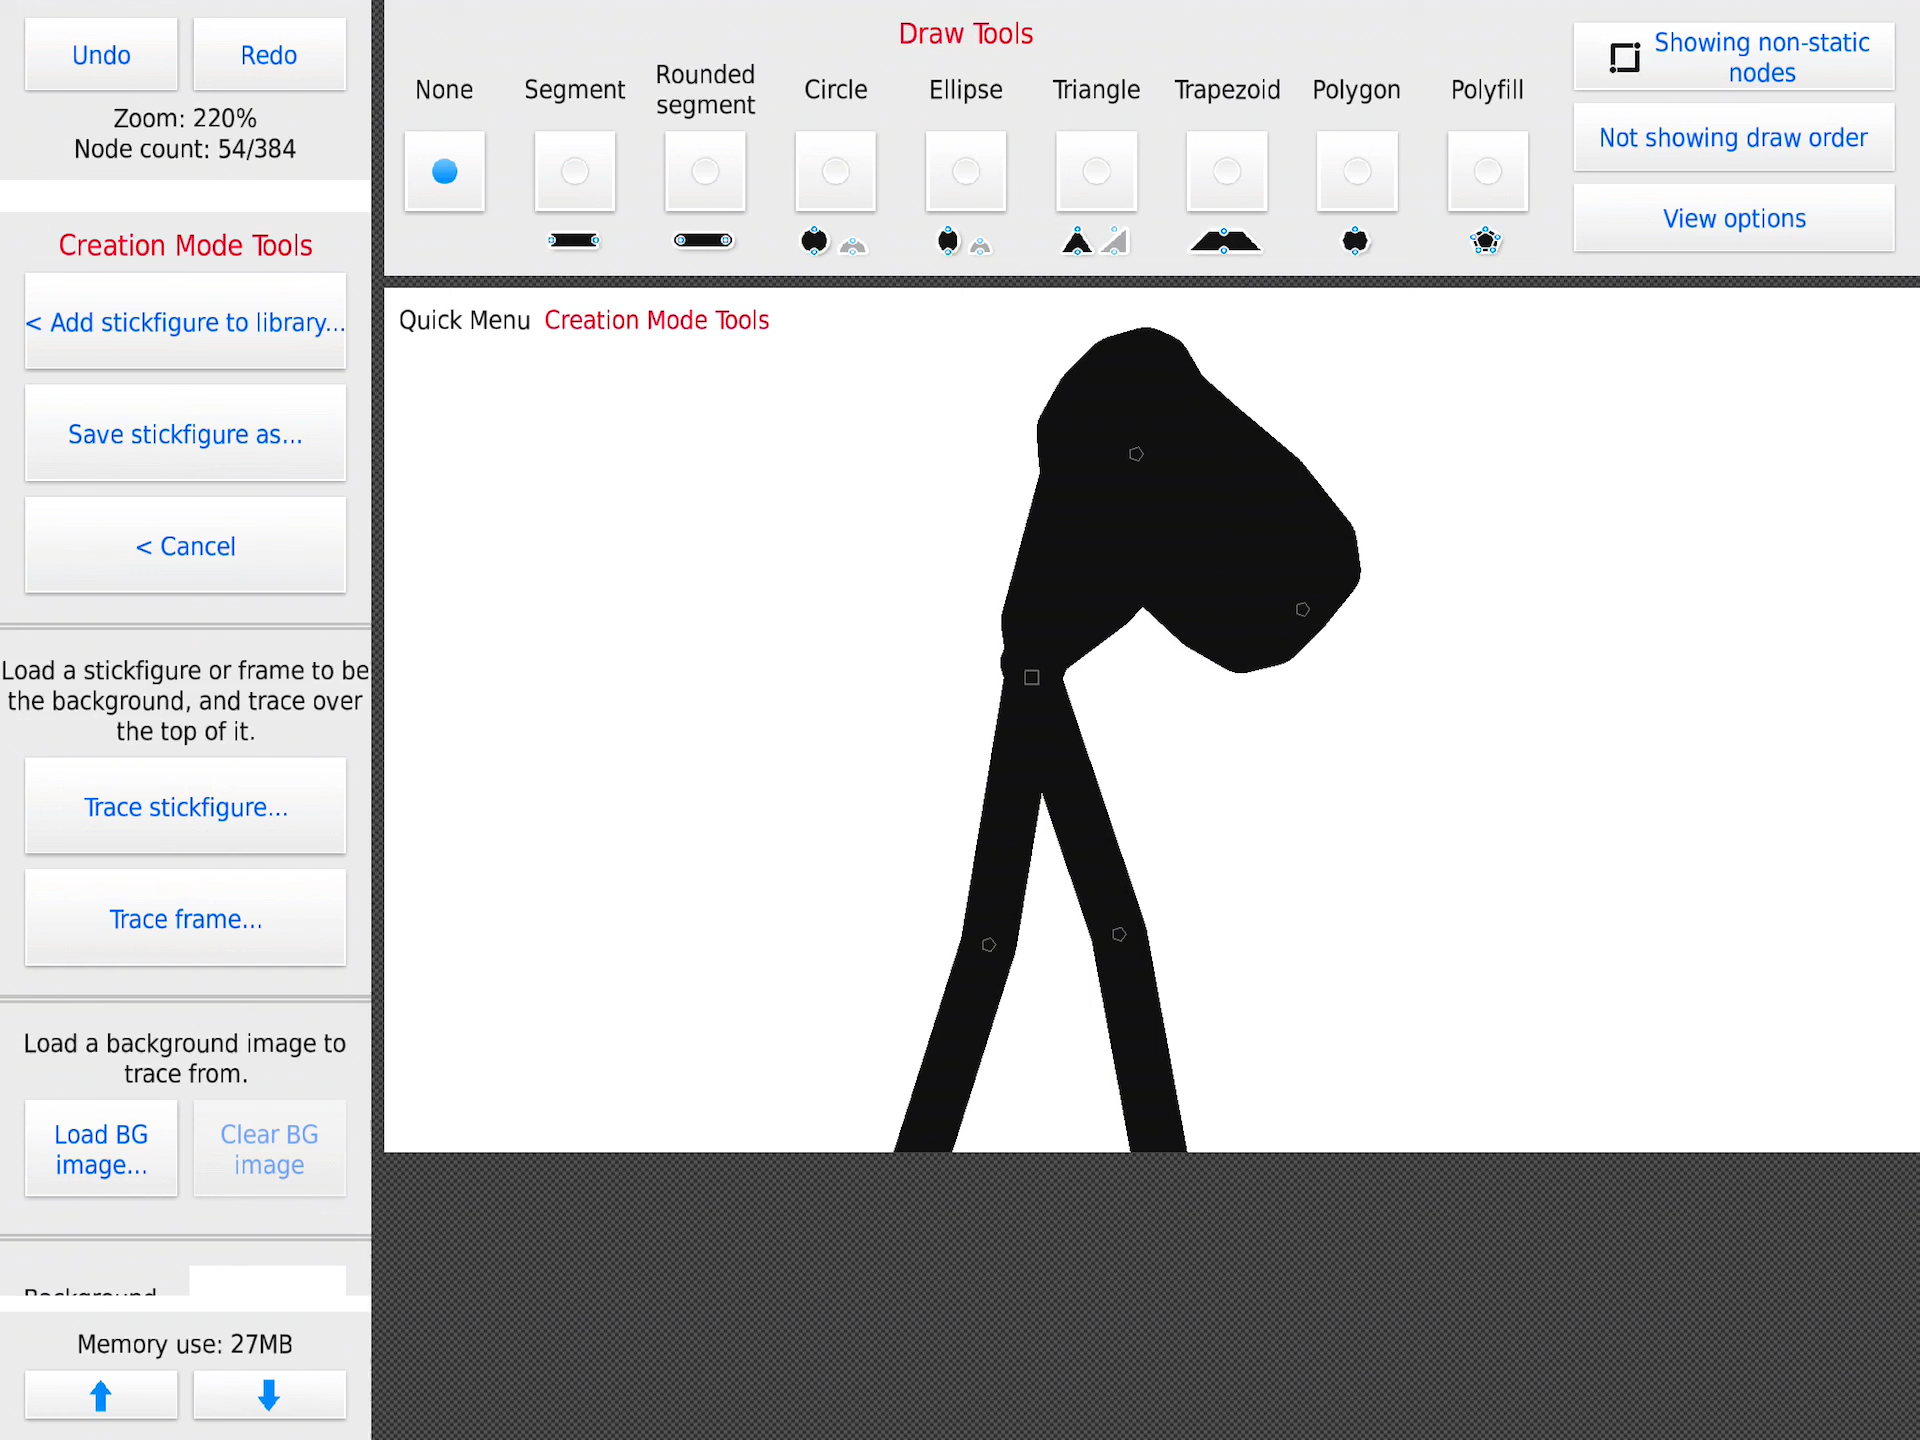 Undo
Redo
Zoom: 220%
Node count: 54/384
Creation Mode Tools
< Add stickfigure to library...
Save stickfigure as...
< Cancel
Load a stickfigure or frame to be
the background, and trace over
the top of it.
Trace stickfigure...
Trace frame...
Load a background image to
trace from.
Load BG
image...
Clear BG
image
Background
Memory use: 27MB
Draw Tools
None
Segment
Rounded
segment
Circle
Ellipse
Triangle
Trapezoid
Polygon
Polyfill
Showing non-static
nodes
Not showing draw order
View options
Quick Menu Creation Mode Tools